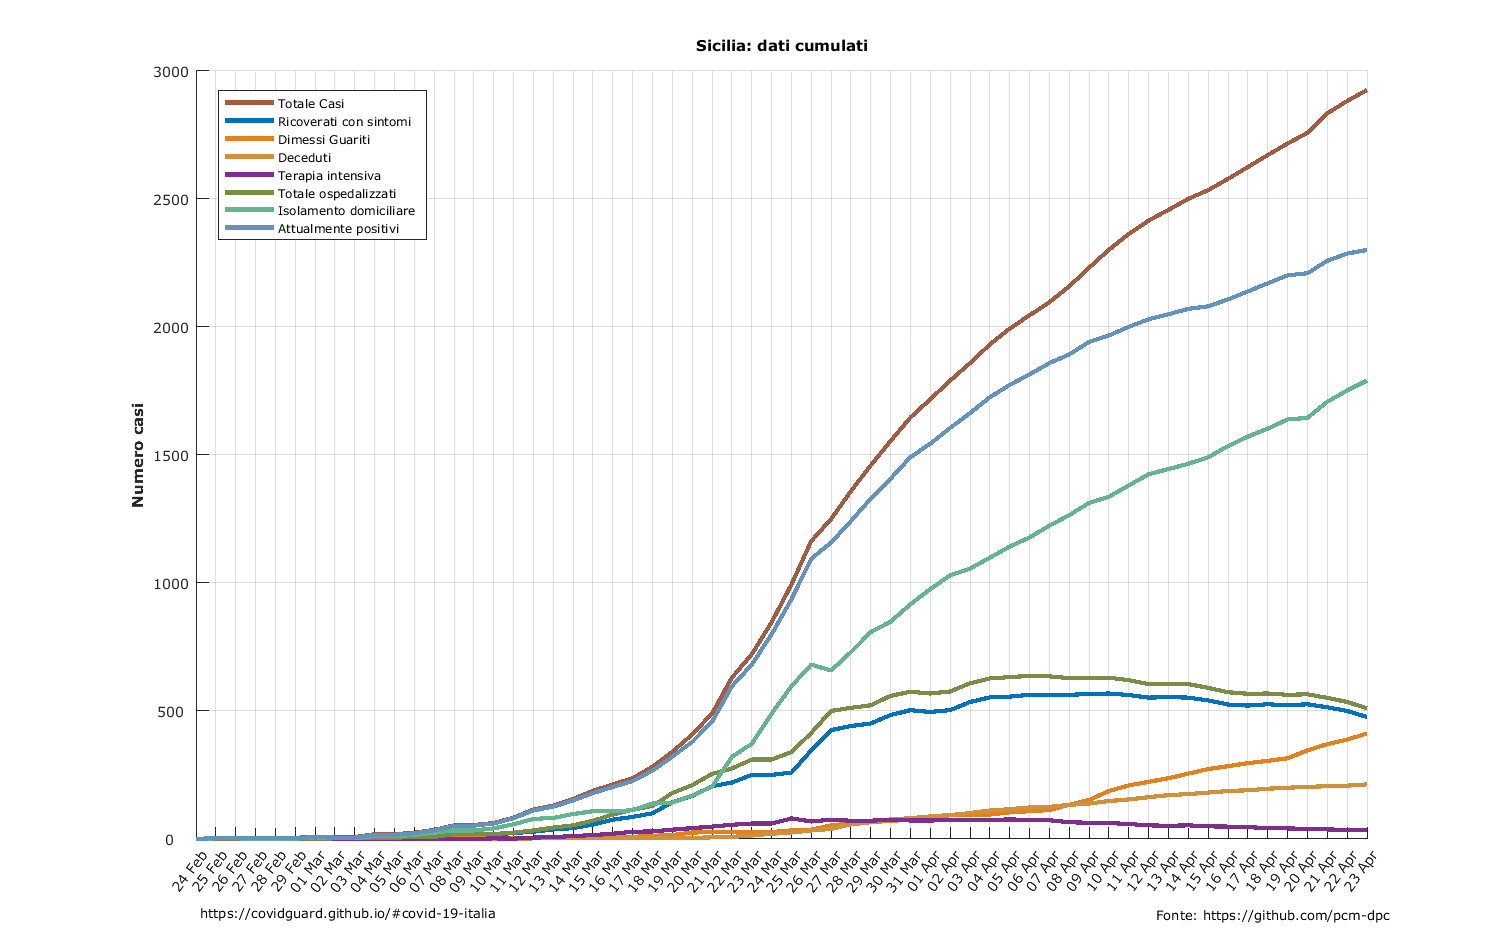 Sicilia: dati cumulati
3000
2500
2000
1500
1000
500
0
Numero casi
Totale Casi
Ricoverati con sintomi
Dimessi Guariti
Deceduti
Terapia intensiva
Totale ospedalizzati
Isolamento domiciliare
Attualmente positivi
24 Feb
25 Feb
26 Feb
27 Feb
28 Feb
29 Feb
01 Mar
02 Mar
03 Mar
04 Mar
05 Mar
06 Mar
07 Mar
08 Mar
09 Mar
10 Mar
11 Mar
12 Mar
13 Mar
14 Mar
15 Mar
16 Mar
17 Mar
18 Mar
19 Mar
20 Mar
21 Mar
22 Mar
23 Mar
24 Mar
25 Mar
26 Mar
27 Mar
28 Mar
29 Mar
30 Mar
31 Mar
01 Apr
02 Apr
03 Apr
04 Apr
05 Apr
06 Apr
07 Apr
08 Apr
09 Apr
10 Apr
11 Apr
12 Apr
13 Apr
14 Apr
15 Apr
16 Apr
17 Apr
18 Apr
19 Apr
20 Apr
21 Apr
22 Apr
23 Apr
https://covidguard.github.io/#covid-19-italia
Fonte: https://github.com/pcm-dpc